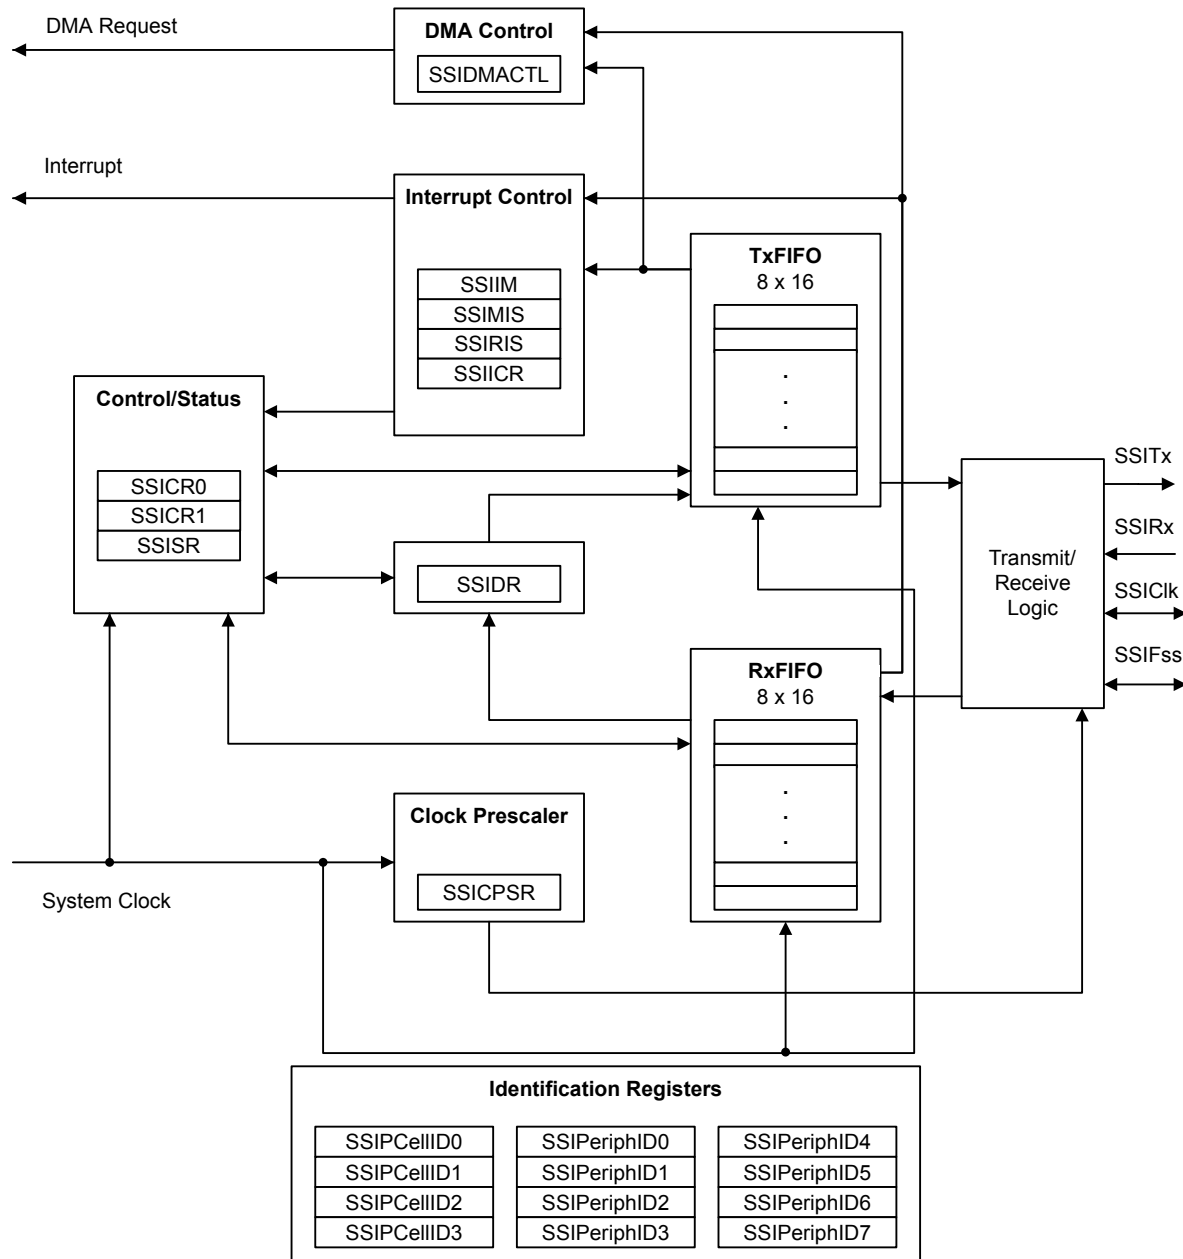 DMA Request
DMA Control
SSIDMACTL
Interrupt
Interrupt Control
SSIIM
SSIMIS
SSIRIS
SSIICR
TxFIFO
8 x 16
.
.
.
Control/Status
SSICR0
SSICR1
SSISR
SSIDR
Transmit/
Receive
Logic
SSITx
SSIRx
SSIClk
SSIFss
RxFIFO
8 x 16
.
.
.
Clock Prescaler
SSICPSR
System Clock
Identification Registers
SSIPCellID0
SSIPCellID1
SSIPCellID2
SSIPCellID3
SSIPeriphID0
SSIPeriphID1
SSIPeriphID2
SSIPeriphID3
SSIPeriphID4
SSIPeriphID5
SSIPeriphID6
SSIPeriphID7